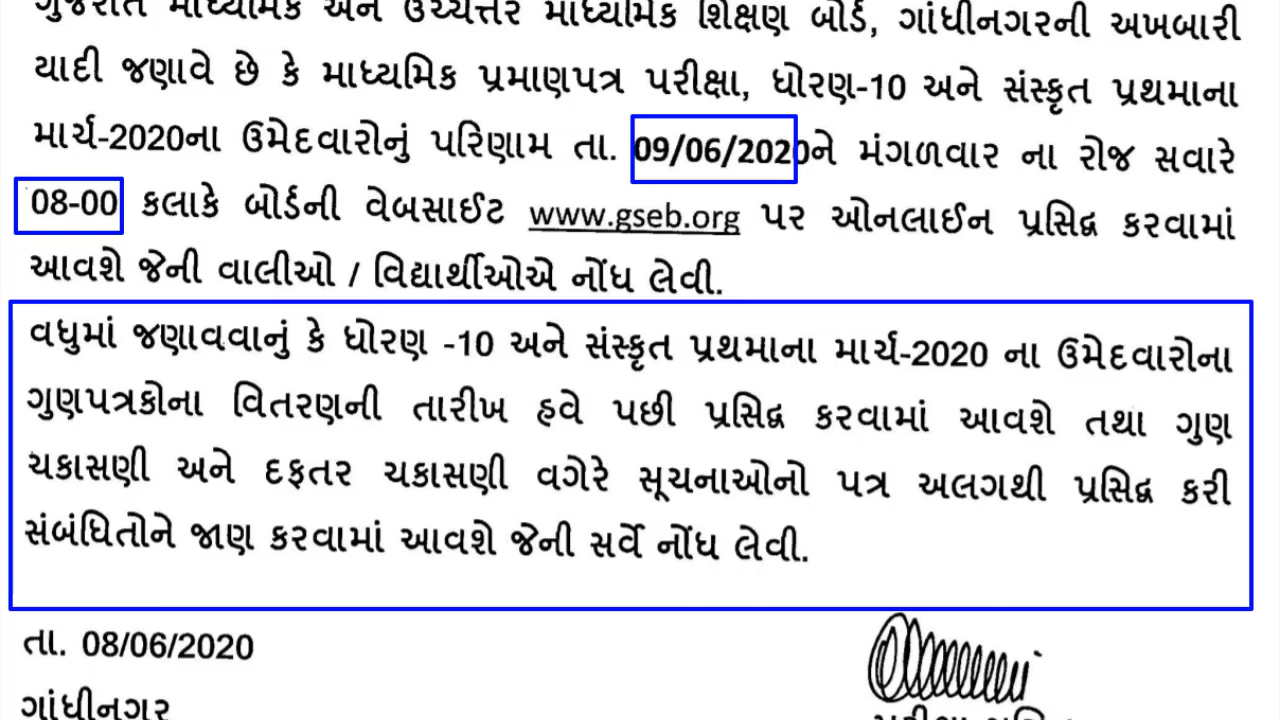 ગુજરાત માધ્યમિક અને ઉચ્ચત્તર માધ્યમિક શિક્ષણ બોર્ડ, ગાંધીનગરની અખબારી
યાદી જણાવે છે કે માધ્યમિક પ્રમાણપત્ર પરીક્ષા, ધોરણ-10 અને સંસ્કૃત પ્રથમાના
માર્ચ-2020ના ઉમેદવારોનું પરિણામ તા. 09/06/2020ને મંગળવાર ના રોજ સવારે
08-00 કલાકે બોર્ડની વેબસાઈટ www.gseb.org પર ઓનલાઈન પ્રસિદ્ધ કરવામાં
આવશે જેની વાલીઓ / વિદ્યાર્થીઓએ નોંધ લેવી.
વધુમાં જણાવવાનું કે ધોરણ -10 અને સંસ્કૃત પ્રથમાના માર્ચ-2020 ના ઉમેદવારોના
ગુણપત્રકોના વિતરણની તારીખ હવે પછી પ્રસિદ્ધ કરવામાં આવશે તથા ગુણ
ચકાસણી અને દફતર ચકાસણી વગેરે સૂચનાઓનો પત્ર અલગથી પ્રસિદ્ધ કરી
સંબંધિતોને જાણ કરવામાં આવશે જેની સર્વે નોંધ લેવી.
તા. 08/06/2020
ગાંધીનગર